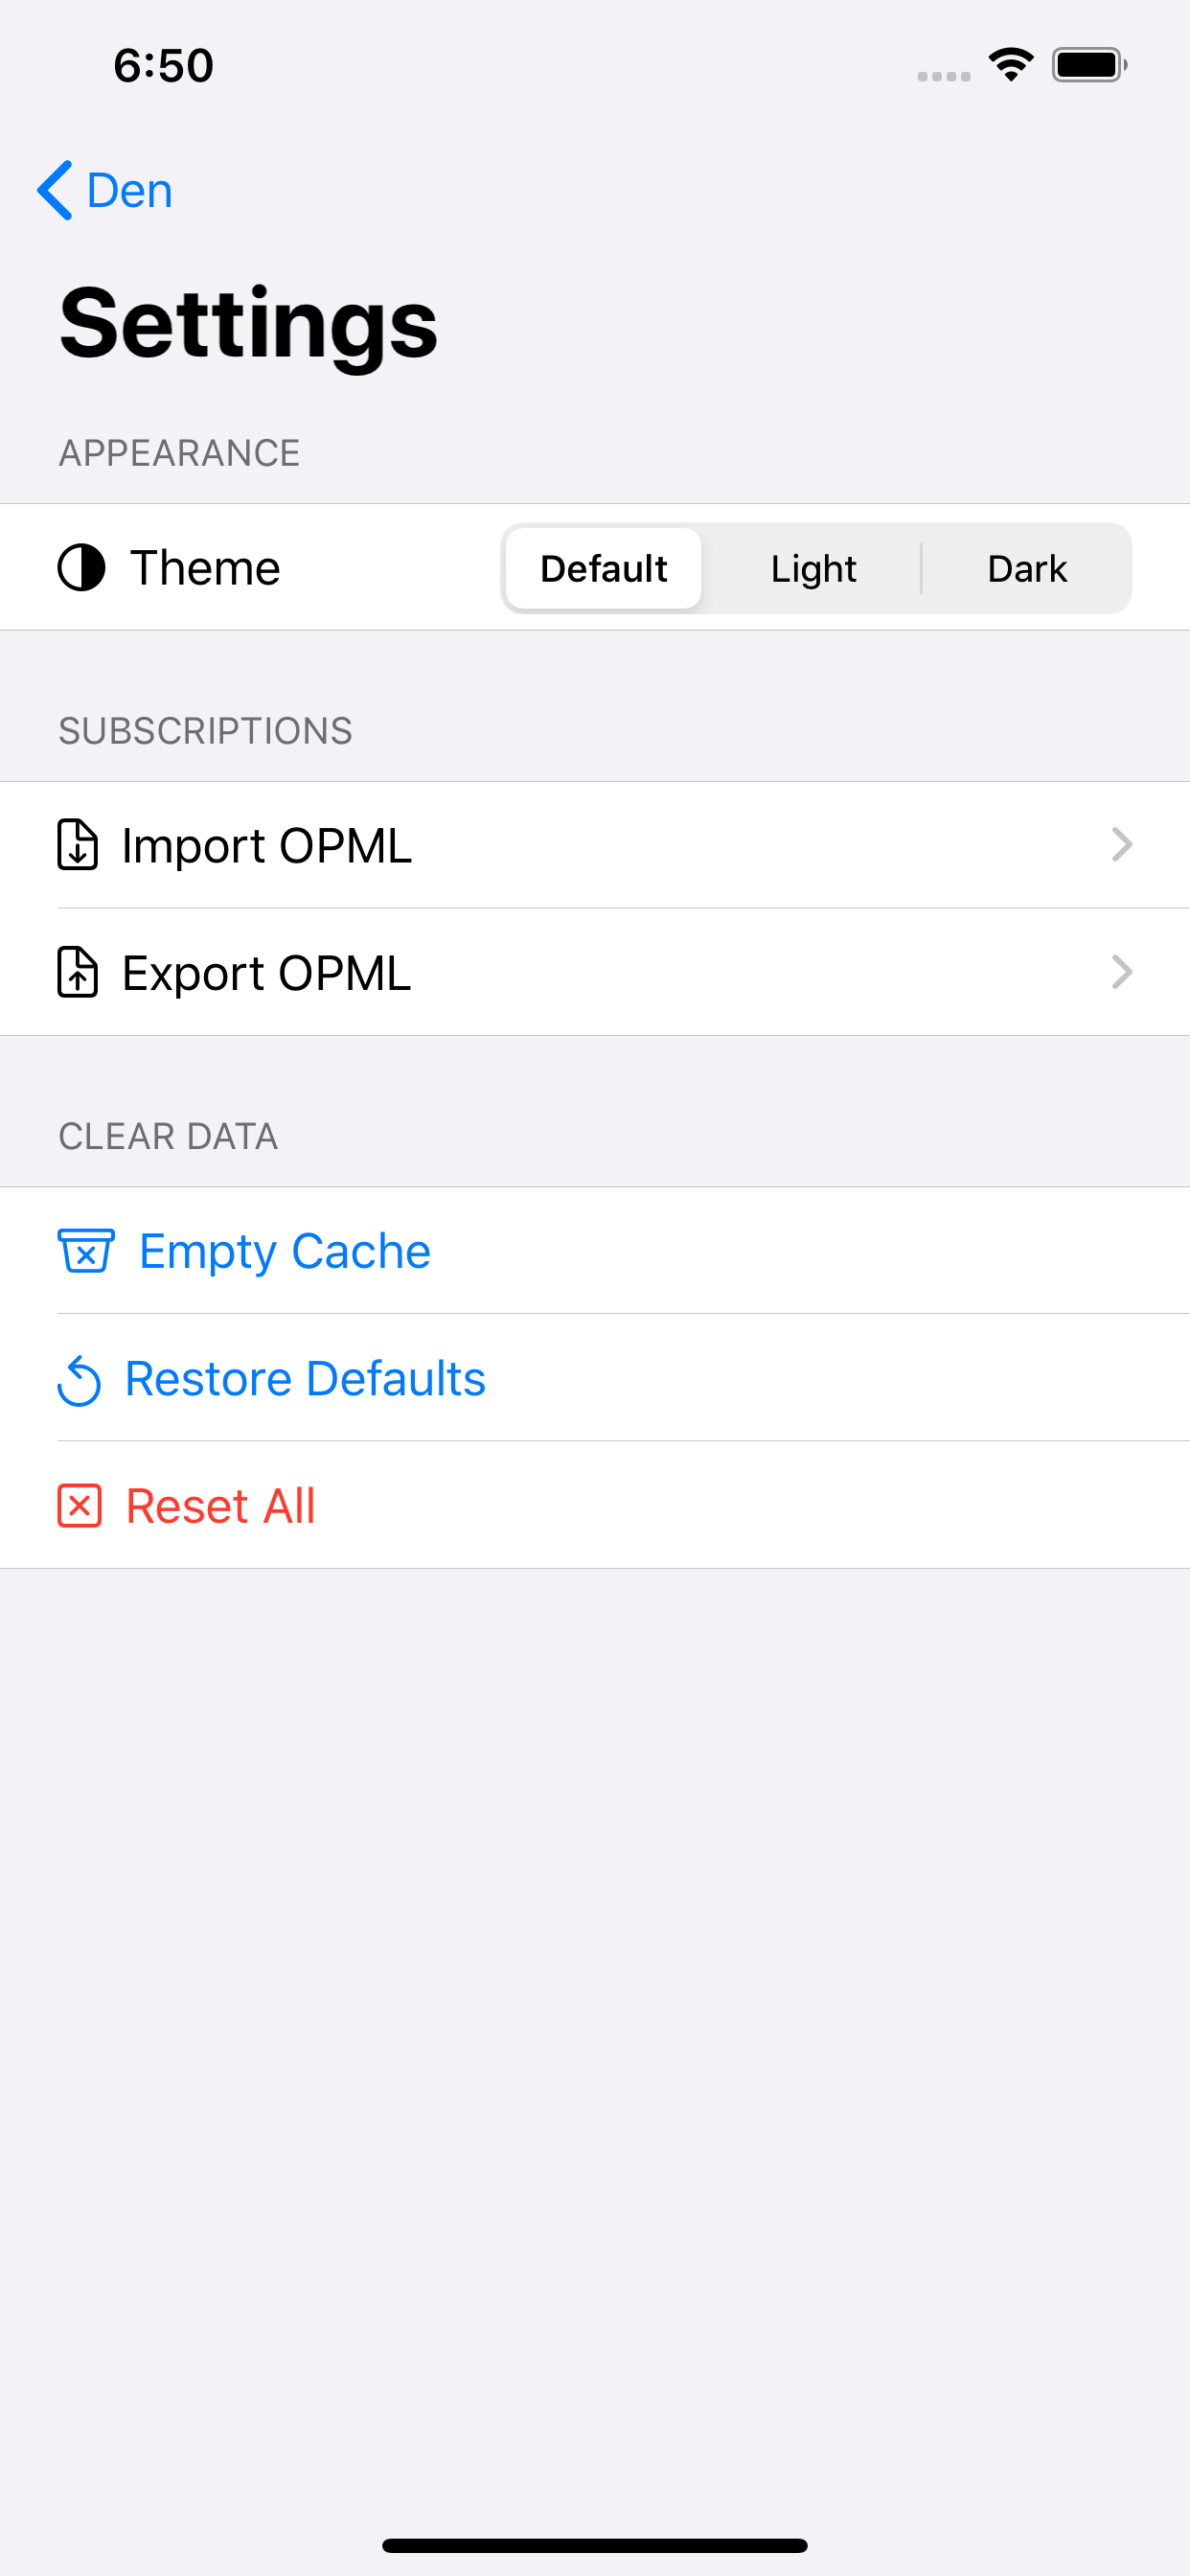 6:50
Den
Settings
APPEARANCE
Theme Default Light Dark
SUBSCRIPTIONS
Import OPML
Export OPML
CLEAR DATA
Empty Cache
Restore Defaults
Reset All